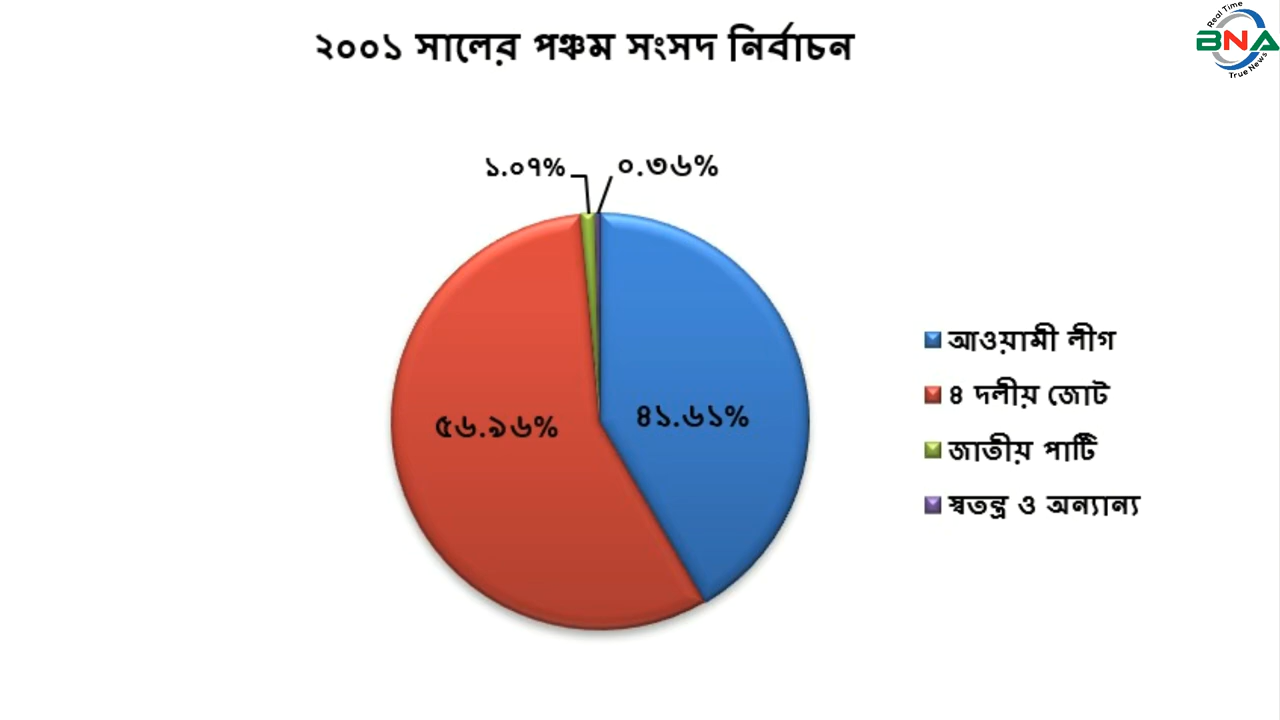 ২০০১ সালের পঞ্চম সংসদ নির্বাচন
Real Time
BNA
True News
১.০৭%
০.৩৬%
৫৬.৯৬%
৪১.৬১%
আওয়ামী লীগ
৪ দলীয় জোট
জাতীয় পার্টি
স্বতন্ত্র ও অন্যান্য